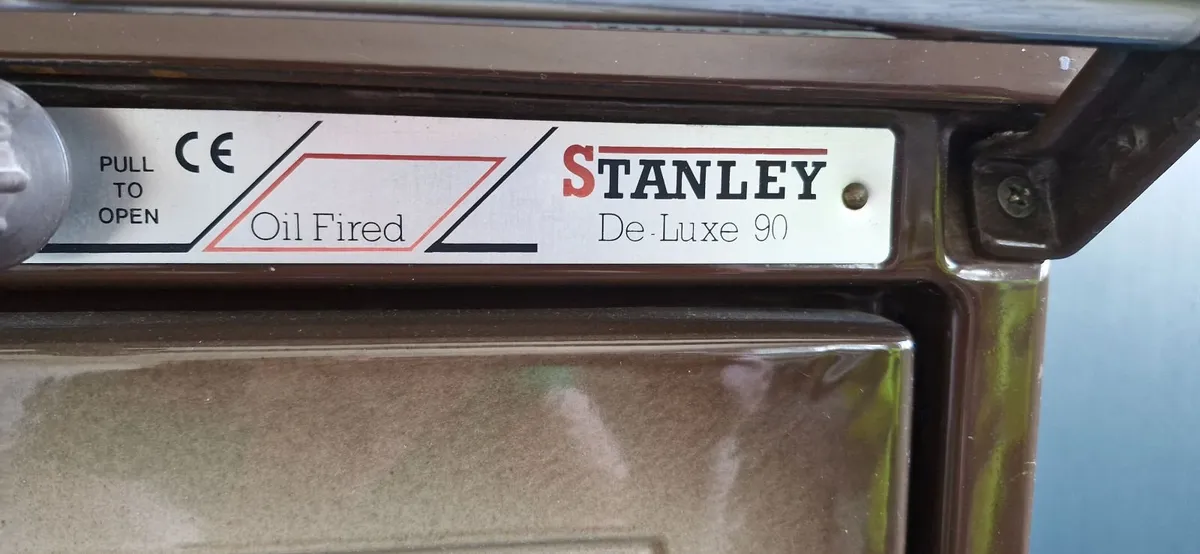 PULL
TO
OPEN
CE
Oil Fired
STANLEY
De-Luxe 90